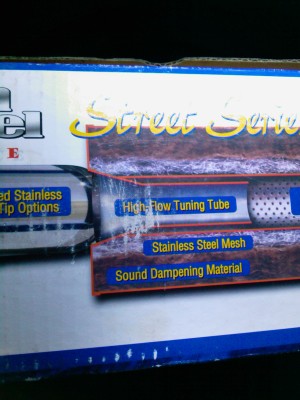 Street Serie
E
ed Stainless
Tip Options
High-Flow Tuning Tube
Stainless Steel Mesh
Sound Dampening Material